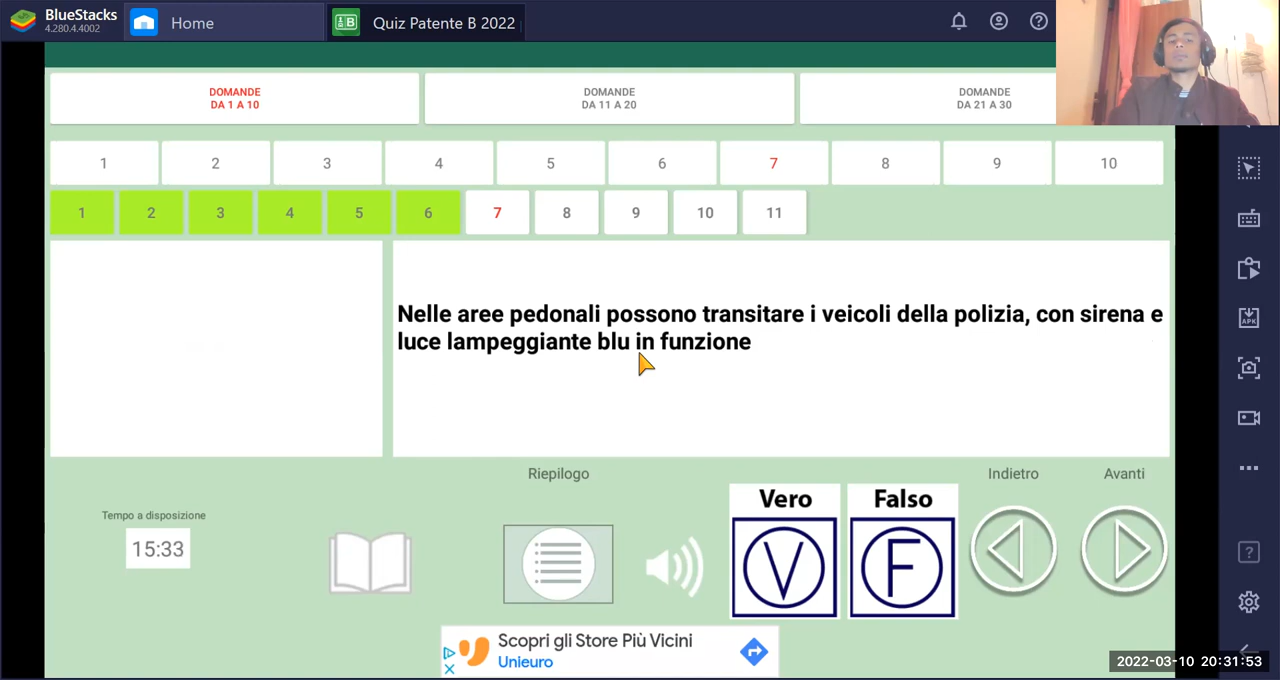 BlueStacks
4.280.4.4002
Home
Quiz Patente B 2022
DOMANDE
DA 1 A 10
DOMANDE
DA 11 A 20
DOMANDE
DA 21 A 30
1 2 3 4 5 6 7 8 9 10
1 2 3 4 5 6 7 8 9 10 11
Nelle aree pedonali possono transitare i veicoli della polizia, con sirena e
luce lampeggiante blu in funzione
Riepilogo
Indietro
Avanti
Vero
Falso
Tempo a disposizione
15:33
V
F
Scopri gli Store Più Vicini
Unieuro
2022-03-10 20:31:53